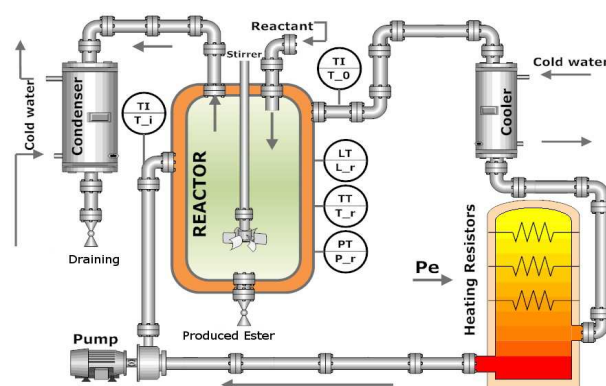 Reactant
Stirrer
TI
T_0
Cold water
Condenser
Cold water
TI
T_i
Cooler
REACTOR
LT
L_r
TT
T_r
PT
P_r
Draining
Pe
Heating Resistors
Produced Ester
Pump